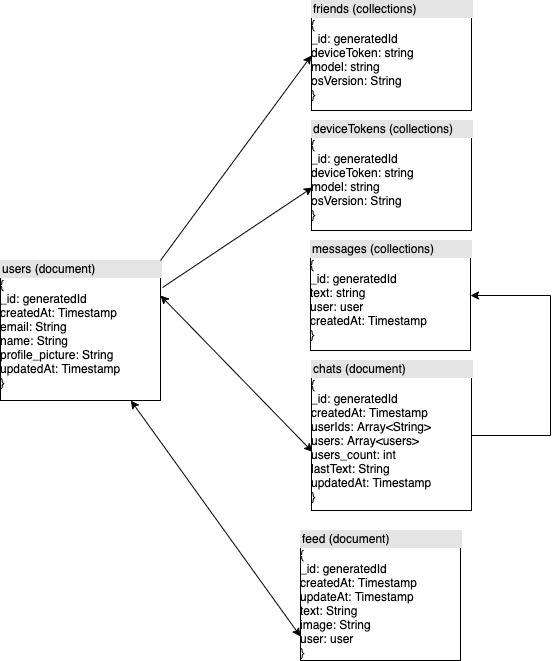 friends (collections)
{
_id: generatedId
deviceToken: string
model: string
osVersion: String
}
deviceTokens (collections)
{
_id: generatedId
deviceToken: string
model: string
osVersion: String
}
users (document)
{
_id: generatedId
createdAt: Timestamp
email: String
name: String
profile_picture: String
updatedAt: Timestamp
}
messages (collections)
{
_id: generatedId
text: string
user: user
createdAt: Timestamp
}
chats (document)
{
_id: generatedId
createdAt: Timestamp
userIds: Array<String>
users: Array<users>
users_count: int
lastText: String
updatedAt: Timestamp
}
feed (document)
{
_id: generatedId
createdAt: Timestamp
updateAt: Timestamp
text: String
image: String
user: user
}